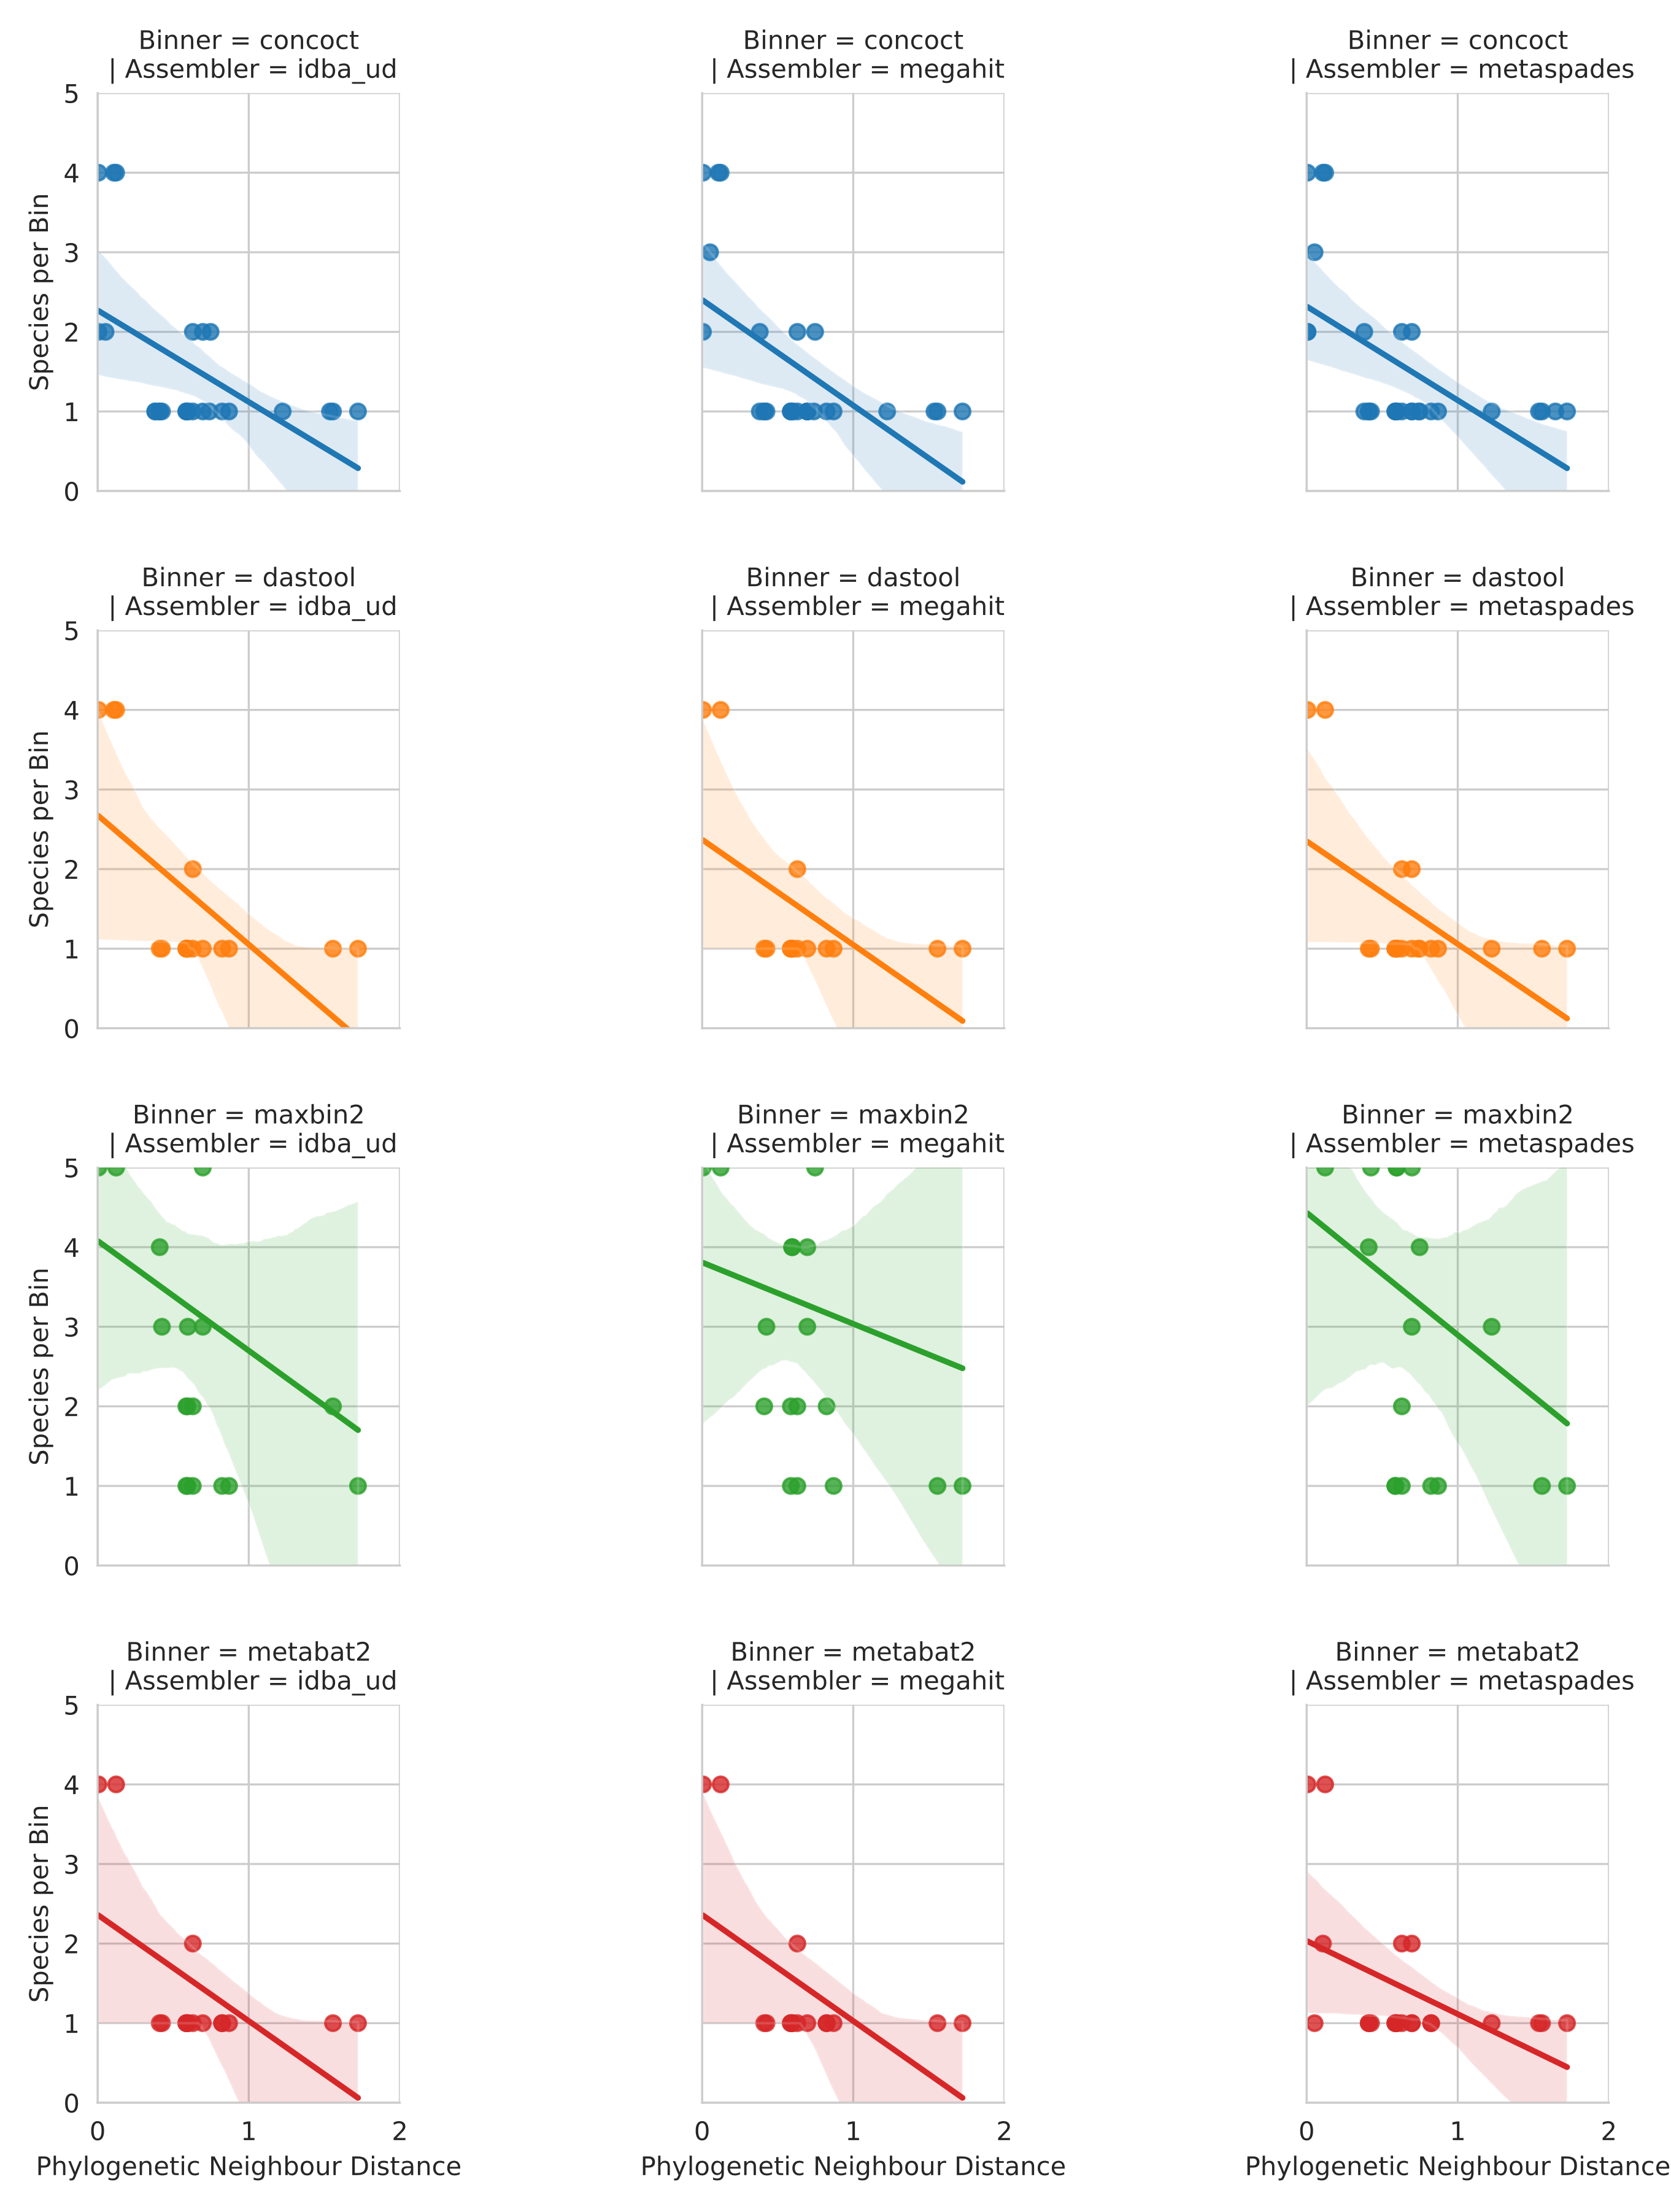 Binner = concoct
| Assembler = idba_ud
Binner = concoct
| Assembler = megahit
Binner = concoct
| Assembler = metaspades
5
4
3
2
1
0
Species per Bin
Binner = dastool
| Assembler = idba_ud
Binner = dastool
| Assembler = megahit
Binner = dastool
| Assembler = metaspades
5
4
3
2
1
0
Species per Bin
Binner = maxbin2
| Assembler = idba_ud
Binner = maxbin2
| Assembler = megahit
Binner = maxbin2
| Assembler = metaspades
5
4
3
2
1
0
Species per Bin
Binner = metabat2
| Assembler = idba_ud
Binner = metabat2
| Assembler = megahit
Binner = metabat2
| Assembler = metaspades
5
4
3
2
1
0
Species per Bin
0 1 2
0 1 2
0 1 2
Phylogenetic Neighbour Distance
Phylogenetic Neighbour Distance
Phylogenetic Neighbour Distance